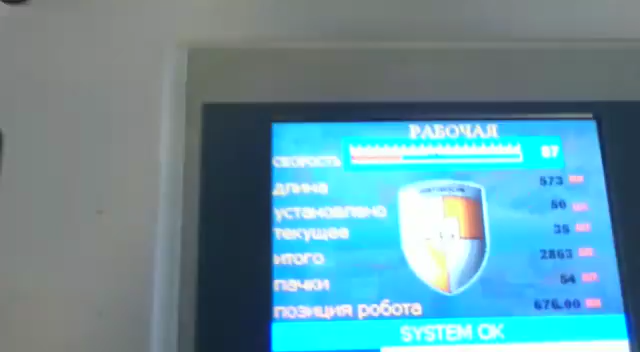 РАБОЧАЯ
СКОРОСТЬ 67
длина 573
установлено 50
текущее 35
итого 2863
пачки 54
позиция робота 676.00
SYSTEM OK